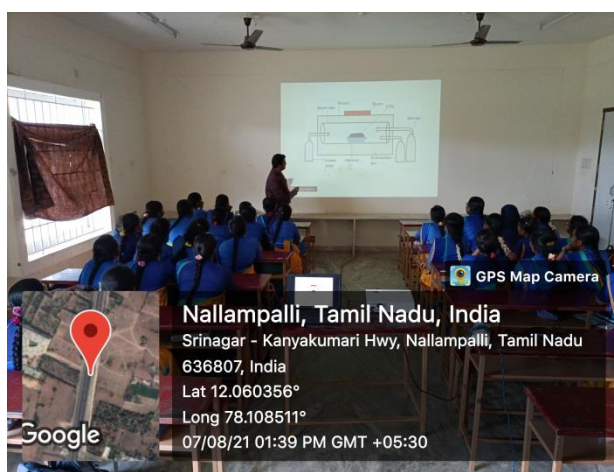 GPS Map Camera
Nallampalli, Tamil Nadu, India
Srinagar - Kanyakumari Hwy, Nallampalli, Tamil Nadu
636807, India
Lat 12.060356°
Long 78.108511°
07/08/21 01:39 PM GMT +05:30
Google